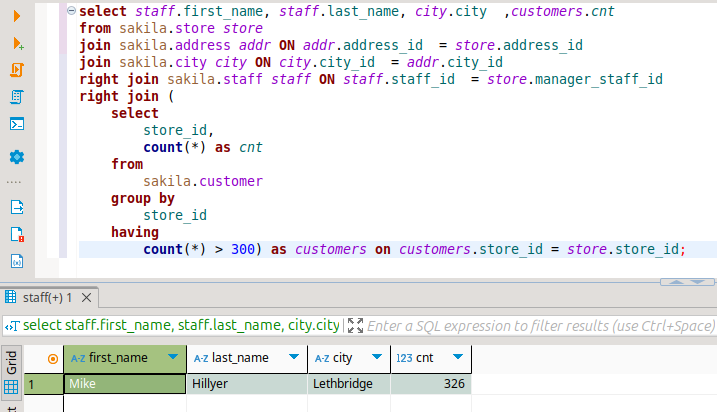 select staff.first_name, staff.last_name, city.city  ,customers.cnt
from sakila.store store
join sakila.address addr ON addr.address_id  = store.address_id
join sakila.city city ON city.city_id  = addr.city_id
right join sakila.staff staff ON staff.staff_id  = store.manager_staff_id
right join (
    select
        store_id,
        count(*) as cnt
    from
        sakila.customer
    group by
        store_id
    having
        count(*) > 300) as customers on customers.store_id = store.store_id;
staff(+) 1
select staff.first_name, staff.last_name, city.city Enter a SQL expression to filter results (use Ctrl+Space)
Grid
A-Z first_name A-Z last_name A-Z city 123 cnt
1 Mike Hillyer Lethbridge 326